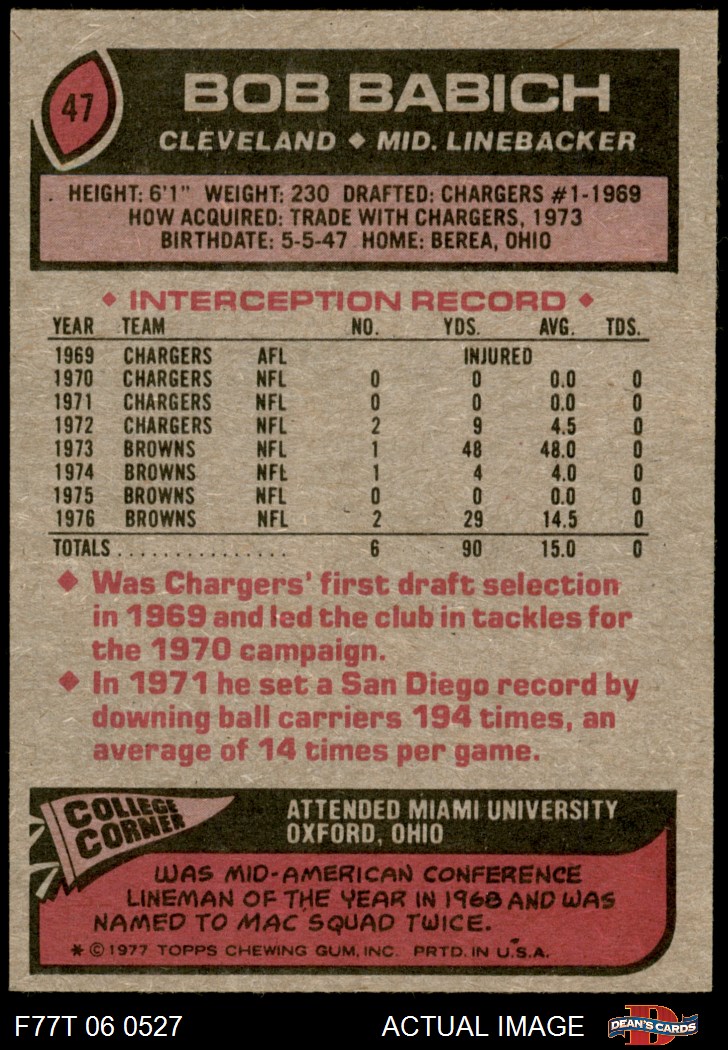 47
BOB BABICH
CLEVELAND ◆ MID. LINEBACKER
HEIGHT: 6'1" WEIGHT: 230 DRAFTED: CHARGERS #1-1969
HOW ACQUIRED: TRADE WITH CHARGERS, 1973
BIRTHDATE: 5-5-47 HOME: BEREA, OHIO
◆ INTERCEPTION RECORD ◆
YEAR TEAM NO. YDS. AVG. TDS.
1969 CHARGERS AFL INJURED
1970 CHARGERS NFL 0 0 0.0 0
1971 CHARGERS NFL 0 0 0.0 0
1972 CHARGERS NFL 2 9 4.5 0
1973 BROWNS NFL 1 48 48.0 0
1974 BROWNS NFL 1 4 4.0 0
1975 BROWNS NFL 0 0 0.0 0
1976 BROWNS NFL 2 29 14.5 0
TOTALS............... 6 90 15.0 0
◆ Was Chargers' first draft selection
in 1969 and led the club in tackles for
the 1970 campaign.
◆ In 1971 he set a San Diego record by
downing ball carriers 194 times, an
average of 14 times per game.
COLLEGE
CORNER
ATTENDED MIAMI UNIVERSITY
OXFORD, OHIO
WAS MID-AMERICAN CONFERENCE
LINEMAN OF THE YEAR IN 1968 AND WAS
NAMED TO MAC SQUAD TWICE.
* © 1977 TOPPS CHEWING GUM, INC. PRTD. IN U.S.A.
F77T 06 0527 ACTUAL IMAGE
D
DEAN'S CARDS